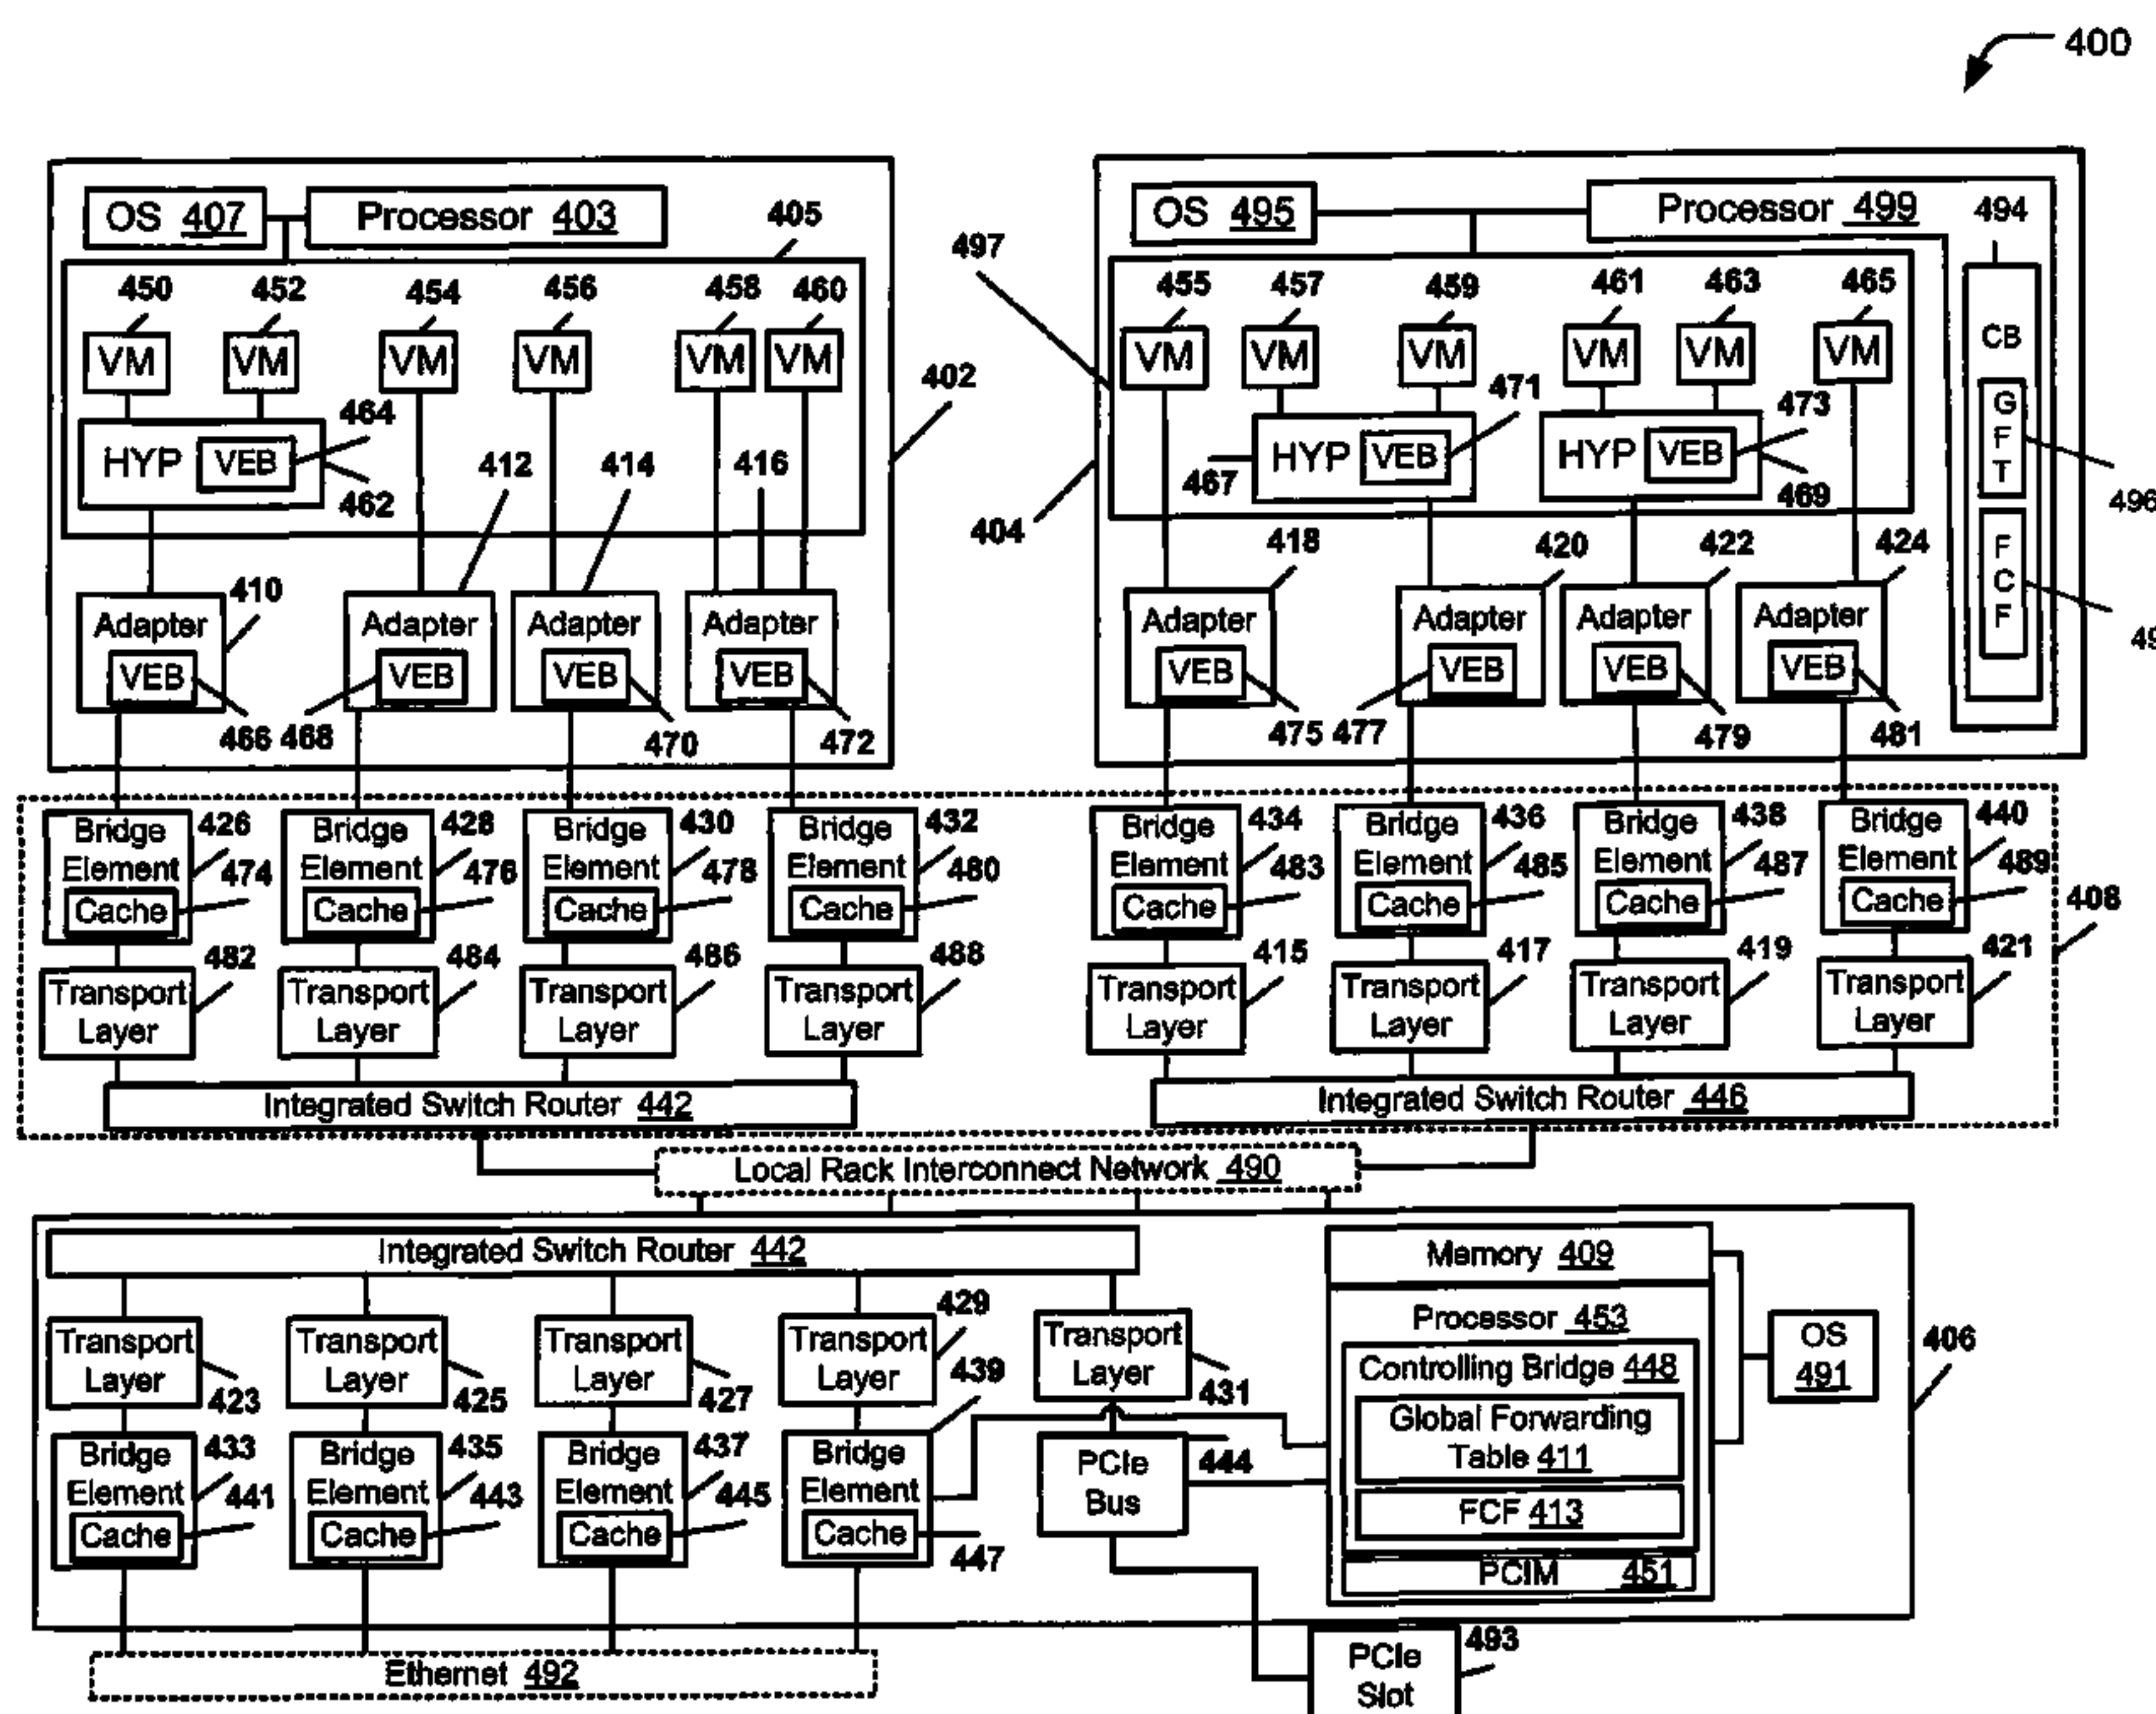 400
OS 407
Processor 403
405
450
452
454
456
458
460
VM
VM
VM
VM
VM
VM
464
HYP
VEB
462
412
414
416
402
410
Adapter
VEB
Adapter
VEB
Adapter
VEB
Adapter
VEB
466
468
470
472
OS 495
Processor 499
494
497
455
457
459
461
463
465
VM
VM
VM
VM
VM
VM
CB
471
473
GFT
467
HYP
VEB
HYP
VEB
469
496
404
418
420
422
424
FCF
Adapter
VEB
Adapter
VEB
Adapter
VEB
Adapter
VEB
475
477
479
481
Bridge
Element
Cache
426
474
Bridge
Element
Cache
428
476
Bridge
Element
Cache
430
478
Bridge
Element
Cache
432
480
Bridge
Element
Cache
434
483
Bridge
Element
Cache
436
485
Bridge
Element
Cache
438
487
Bridge
Element
Cache
440
489
408
Transport
Layer
482
Transport
Layer
484
Transport
Layer
486
Transport
Layer
488
Transport
Layer
415
Transport
Layer
417
Transport
Layer
419
Transport
Layer
421
Integrated Switch Router 442
Integrated Switch Router 446
Local Rack Interconnect Network 490
Integrated Switch Router 442
Memory 409
Transport
Layer
423
Transport
Layer
425
Transport
Layer
427
Transport
Layer
429
Transport
Layer
431
Processor 453
Controlling Bridge 448
Global Forwarding
Table 411
FCF 413
PCIM 451
OS
491
406
439
Bridge
Element
Cache
433
441
Bridge
Element
Cache
435
443
Bridge
Element
Cache
437
445
Bridge
Element
Cache
447
PCIe
Bus
444
Ethernet 492
PCIe
Slot
493